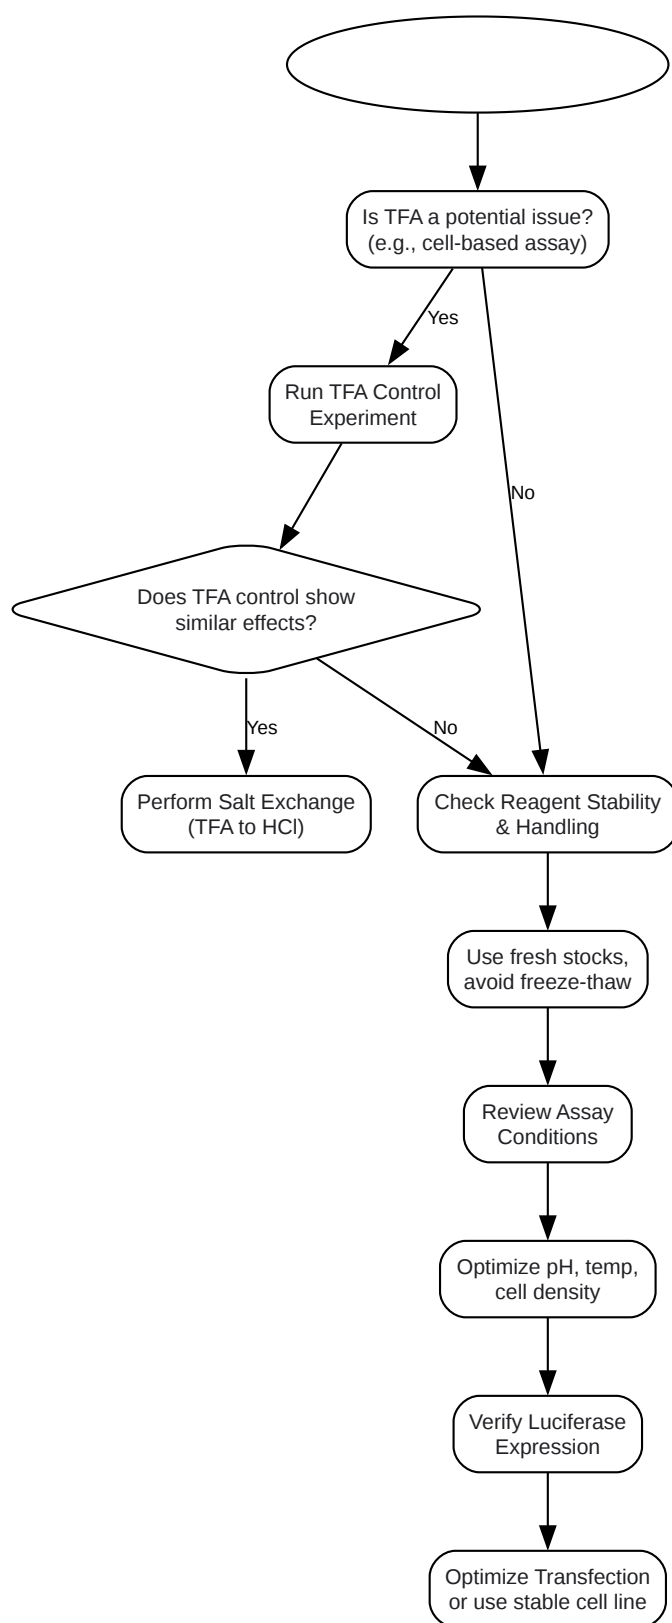 Is TFA a potential issue?
(e.g., cell-based assay)
Yes
Run TFA Control
Experiment
No
Does TFA control show
similar effects?
Yes
No
Perform Salt Exchange
(TFA to HCl)
Check Reagent Stability
& Handling
Use fresh stocks,
avoid freeze-thaw
Review Assay
Conditions
Optimize pH, temp,
cell density
Verify Luciferase
Expression
Optimize Transfection
or use stable cell line